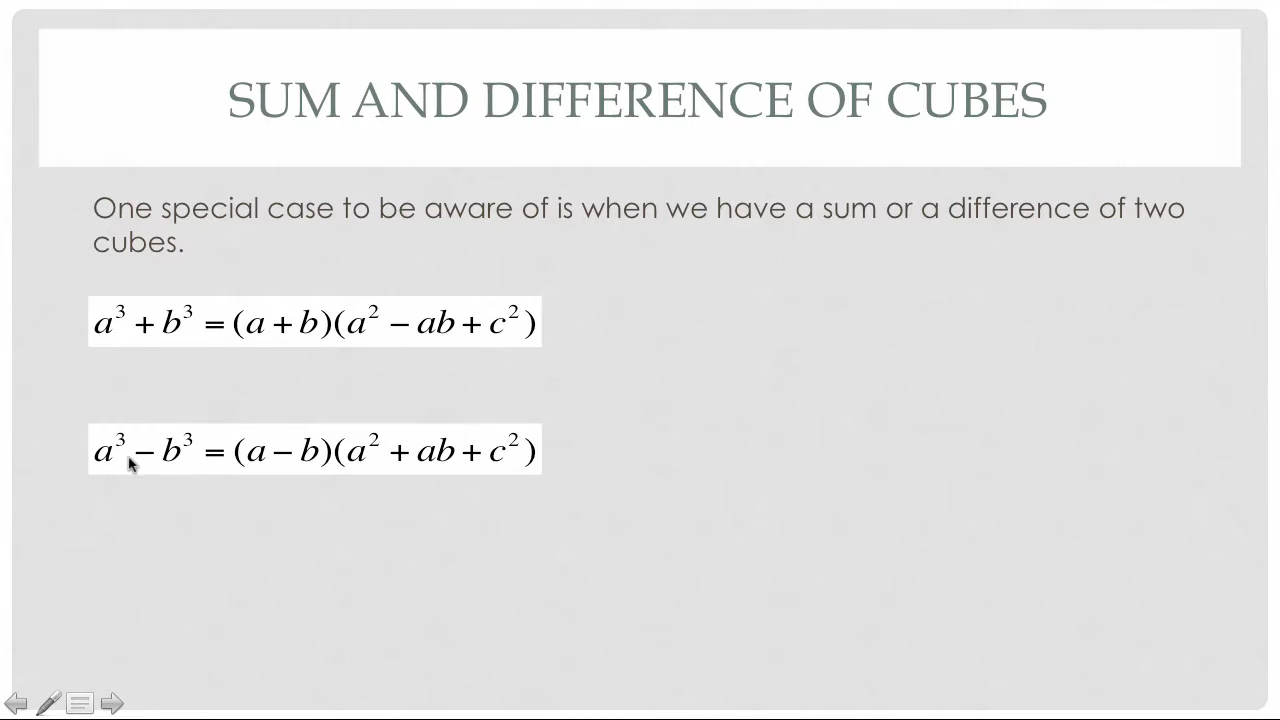 SUM AND DIFFERENCE OF CUBES
One special case to be aware of is when we have a sum or a difference of two
cubes.
a³ + b³ = (a + b)(a² − ab + c²)
a³ − b³ = (a − b)(a² + ab + c²)